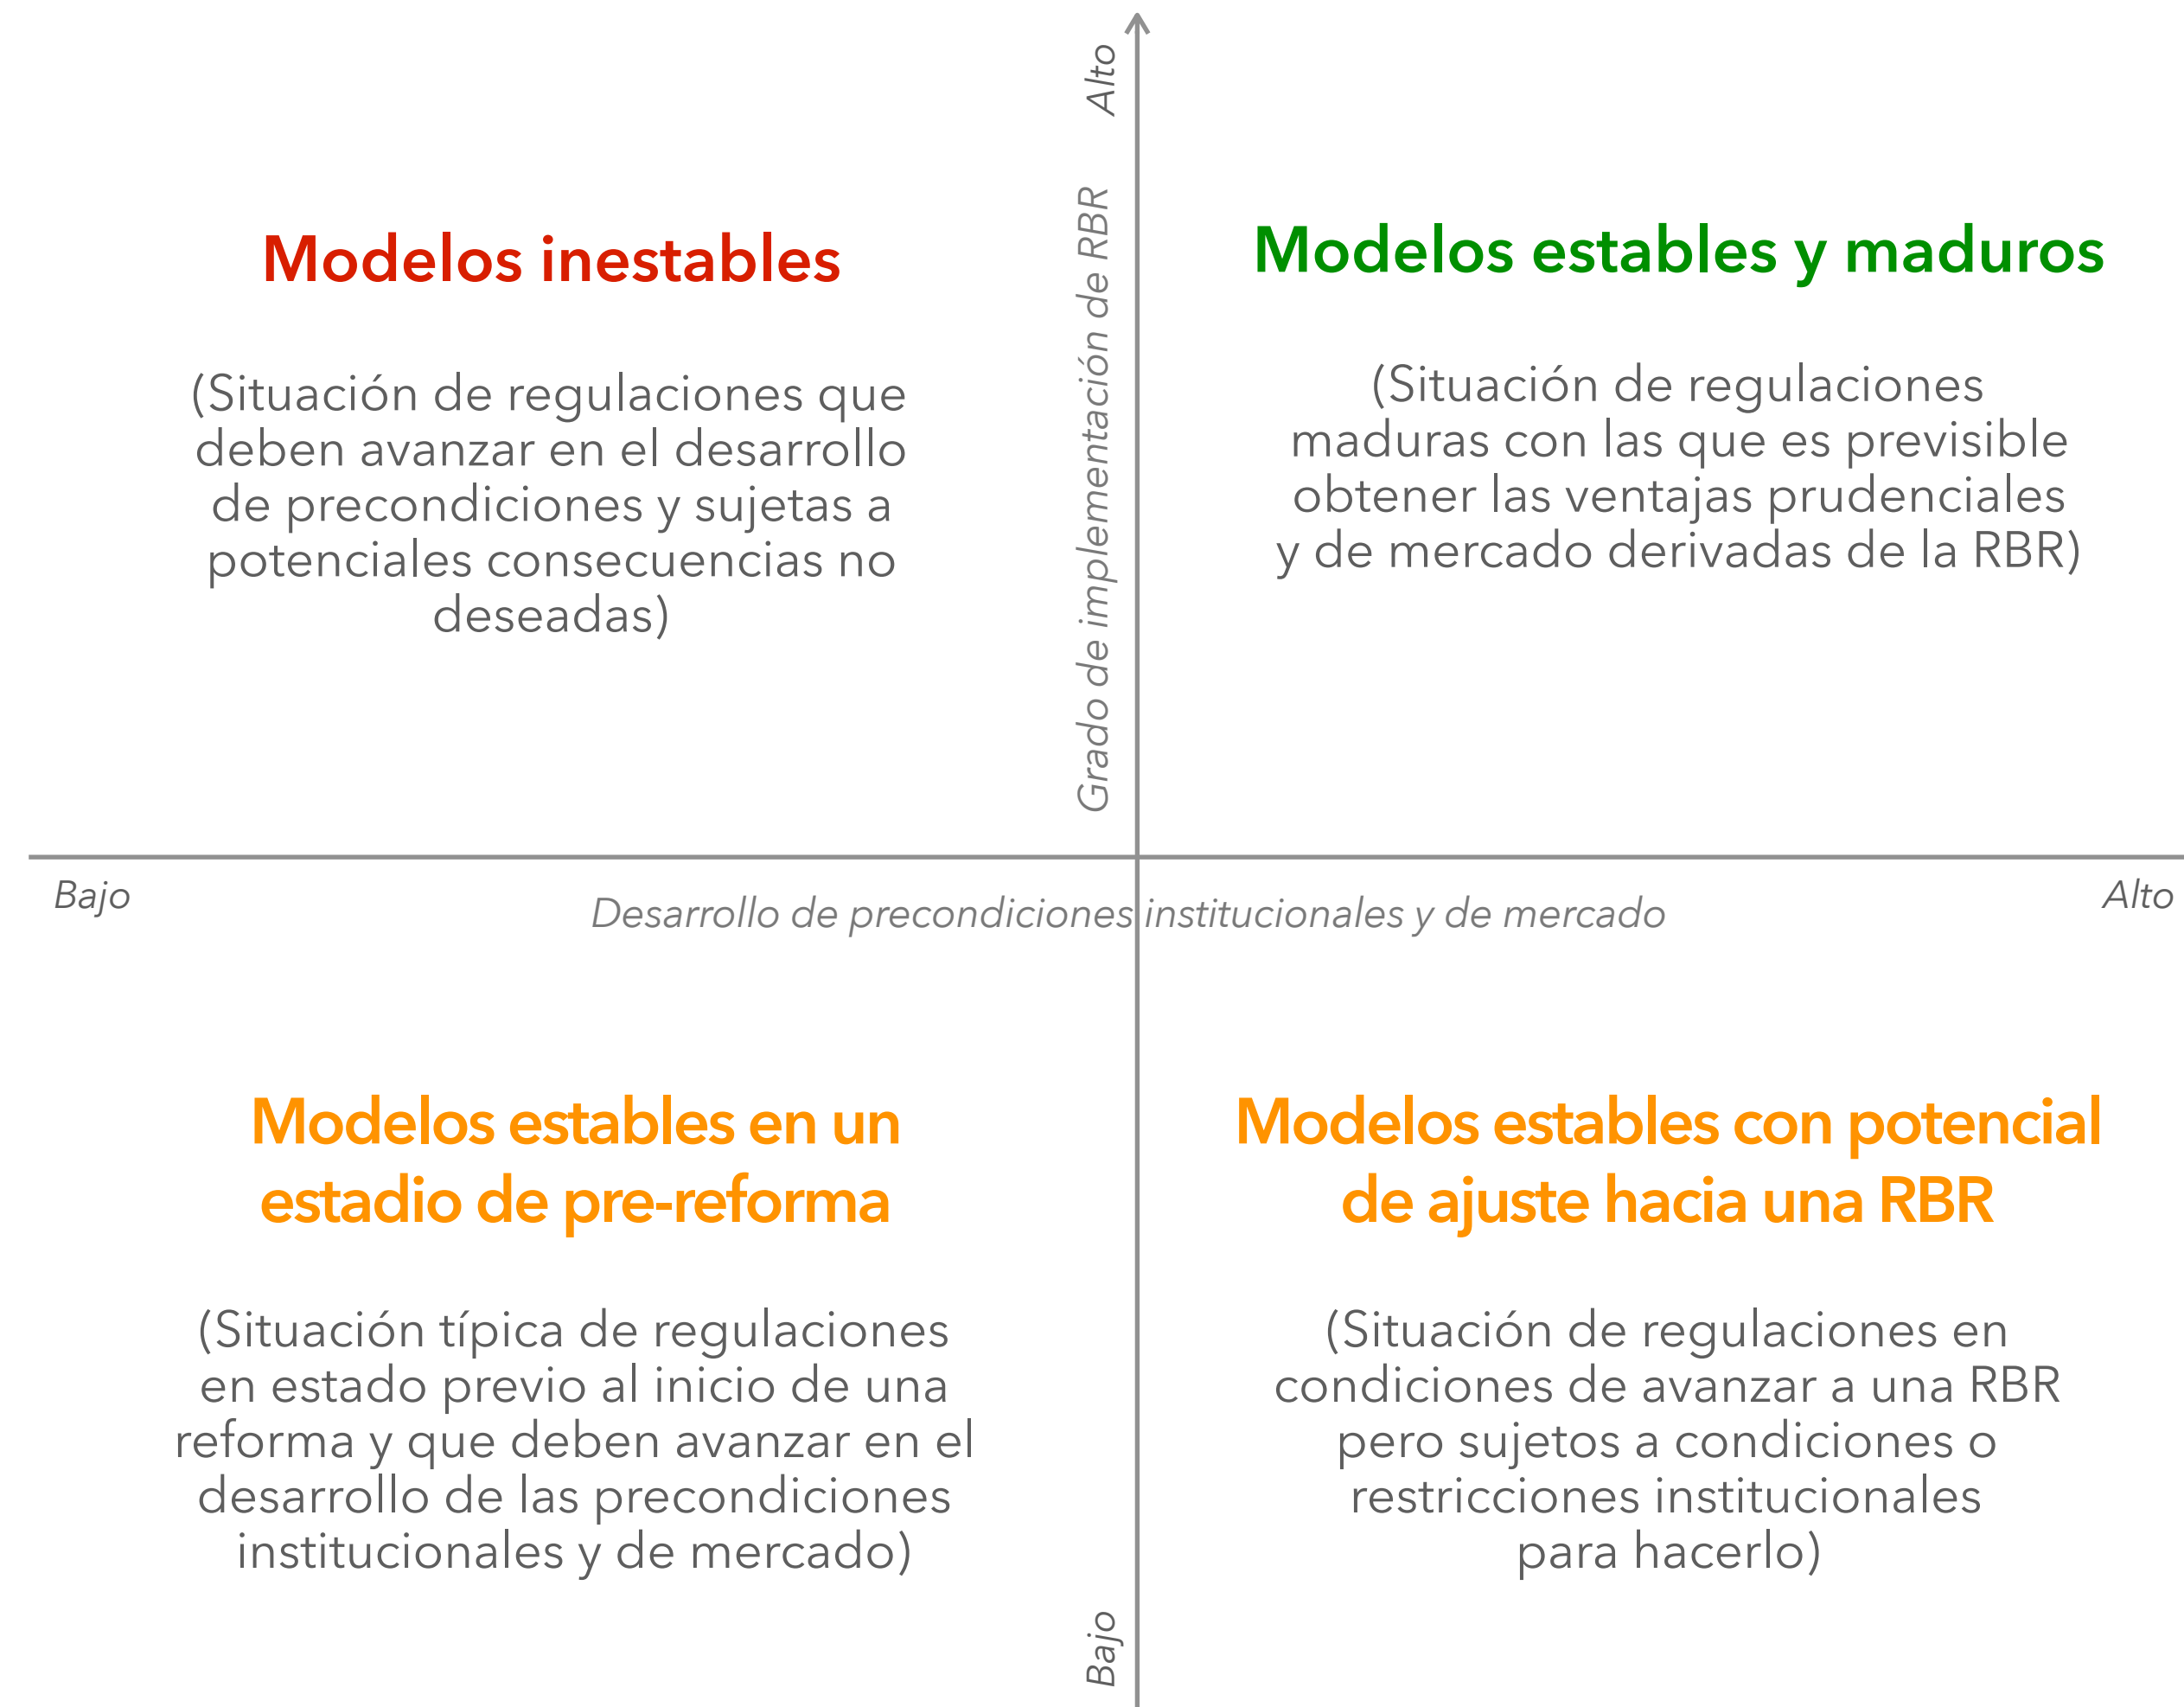 Alto
Grado de implementación de RBR
Modelos inestables
(Situación de regulaciones que
deben avanzar en el desarrollo
de precondiciones y sujetas a
potenciales consecuencias no
deseadas)
Modelos estables y maduros
(Situación de regulaciones
maduras con las que es previsible
obtener las ventajas prudenciales
y de mercado derivadas de la RBR)
Bajo
Desarrollo de precondiciones institucionales y de mercado
Alto
Modelos estables en un
estadio de pre-reforma
(Situación típica de regulaciones
en estado previo al inicio de una
reforma y que deben avanzar en el
desarrollo de las precondiciones
institucionales y de mercado)
Modelos estables con potencial
de ajuste hacia una RBR
(Situación de regulaciones en
condiciones de avanzar a una RBR
pero sujetos a condiciones o
restricciones institucionales
para hacerlo)
Bajo